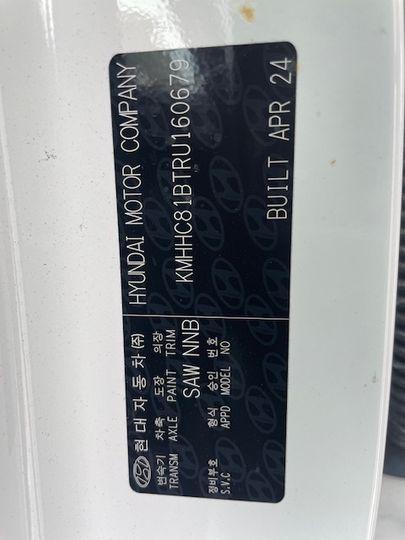 현대자동차(주) HYUNDAI MOTOR COMPANY
변속기 차축 도장 의장
TRANSM AXLE PAINT TRIM
SAW NNB KMHHC81BTRU160679
형식 승인 번호
APPD MODEL NO
정비부호
S.V.C
BUILT APR 24